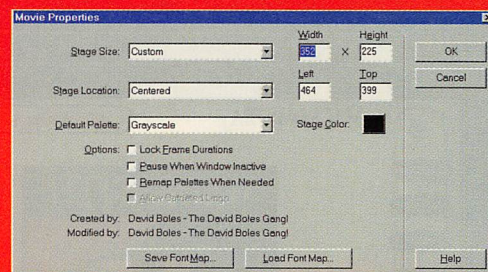 Movie Properties
Width Height
Stage Size: Custom 352 × 225 OK
Left Top Cancel
Stage Location: Centered 464 399
Default Palette: Grayscale Stage Color:
Options: Lock Frame Durations
Pause When Window Inactive
Remap Palettes When Needed
Allow Outdated Lingo
Created by: David Boles - The David Boles Gang!
Modified by: David Boles - The David Boles Gang!
Save Font Map... Load Font Map... Help